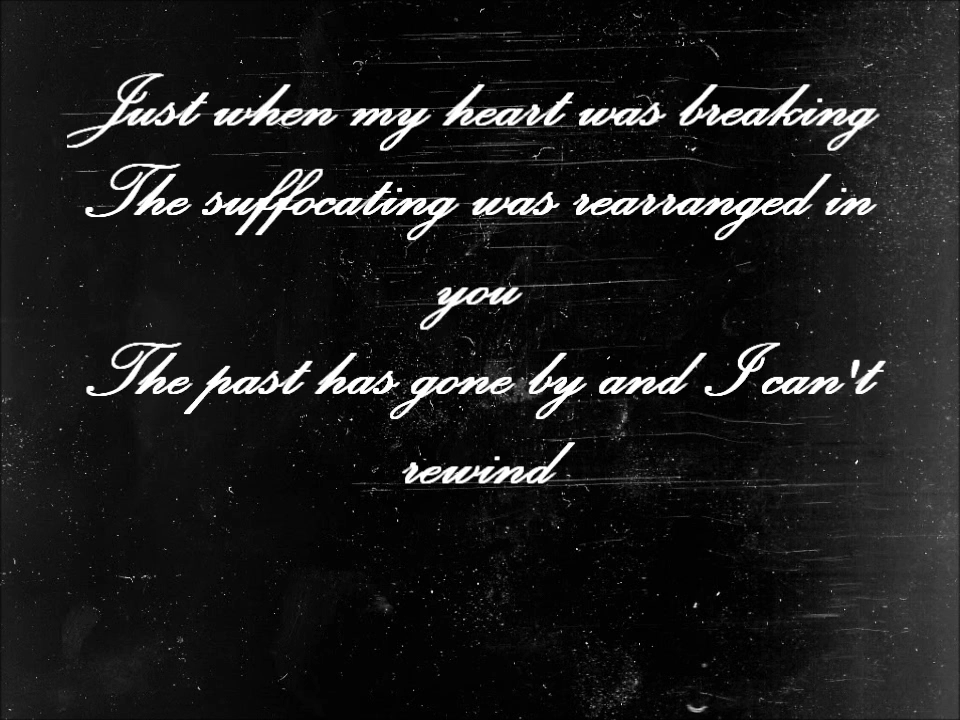 Just when my heart was breaking
The suffocating was rearranged in
you
The past has gone by and I can't
rewind